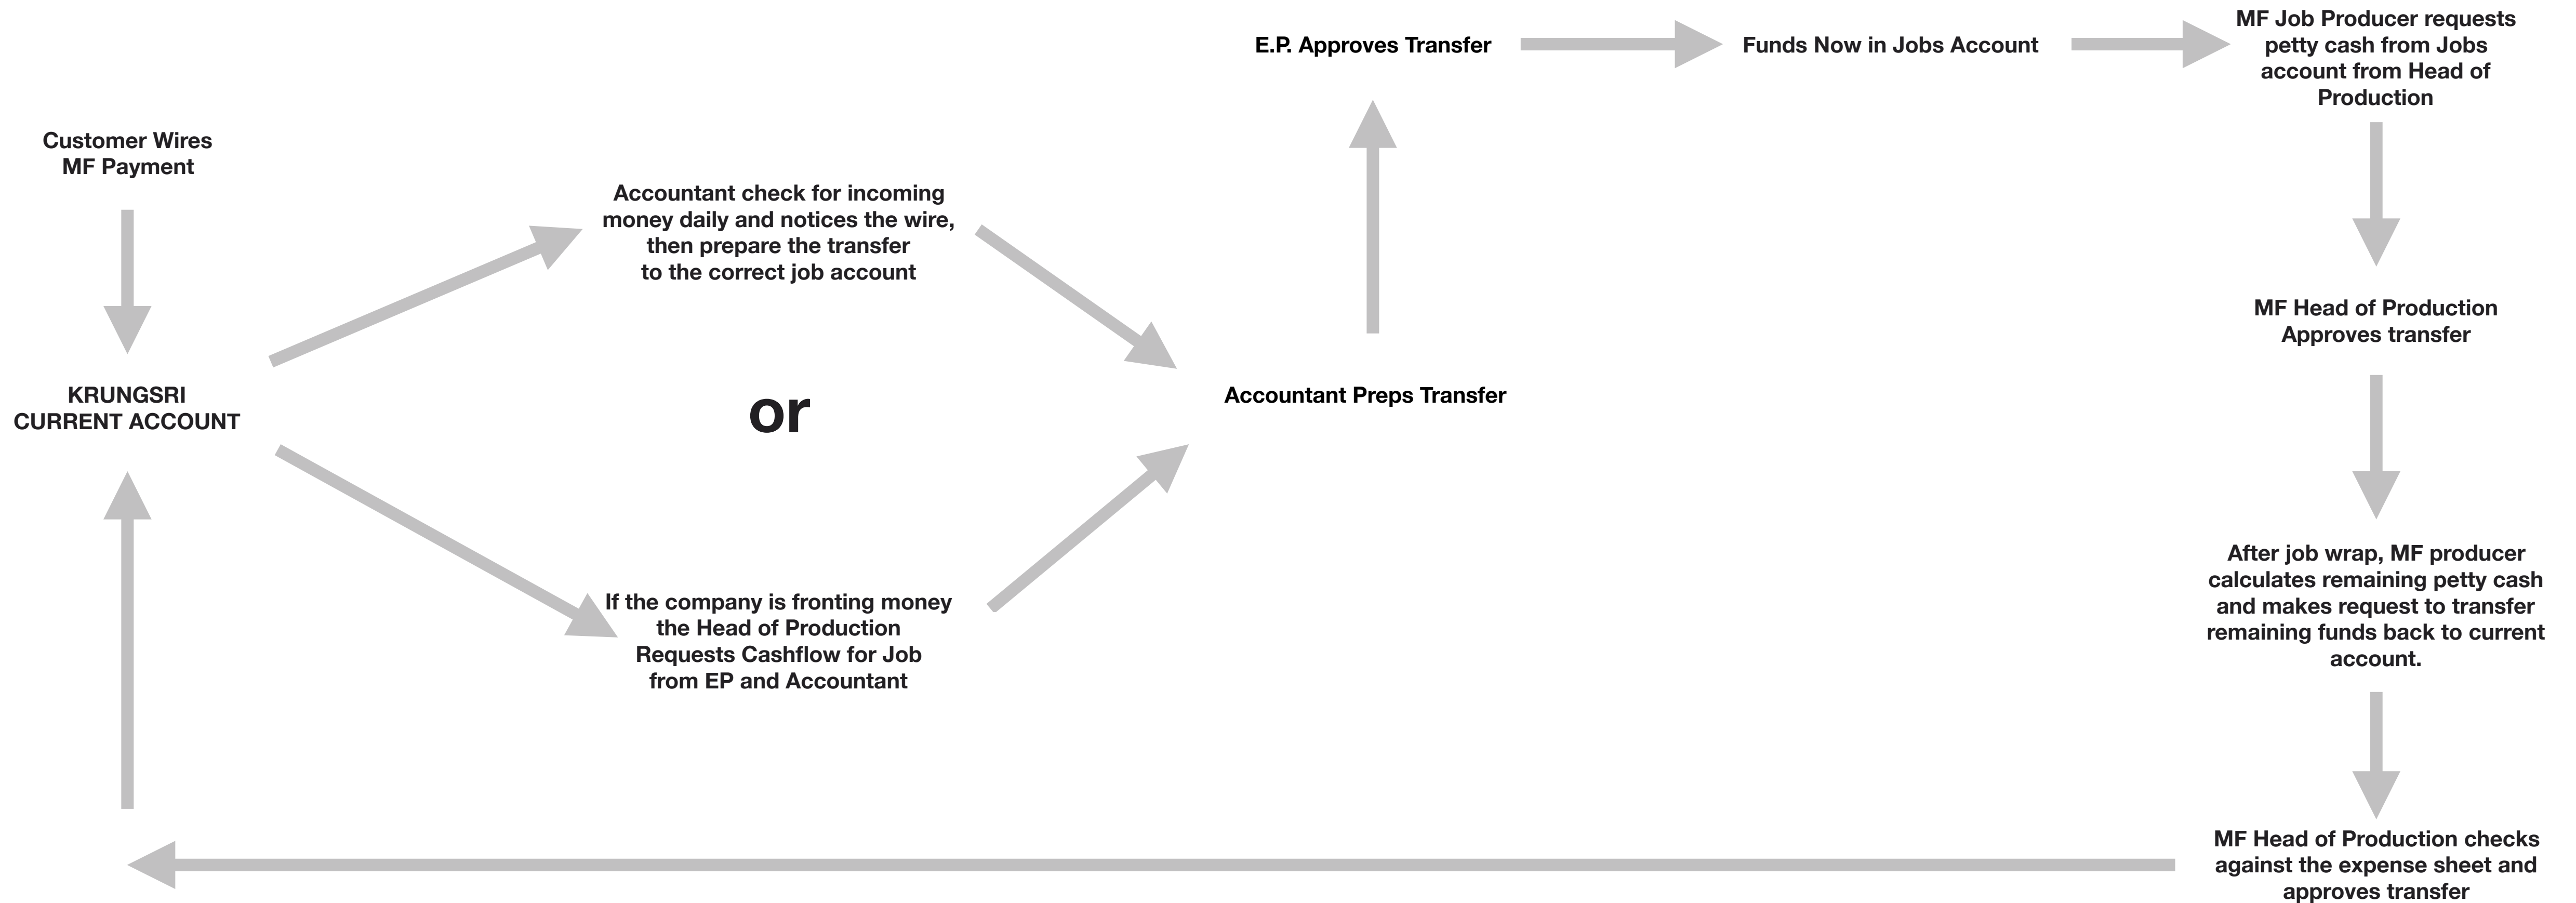 Customer Wires
MF Payment
KRUNGSRI
CURRENT ACCOUNT
Accountant check for incoming
money daily and notices the wire,
then prepare the transfer
to the correct job account
or
If the company is fronting money
the Head of Production
Requests Cashflow for Job
from EP and Accountant
Accountant Preps Transfer
E.P. Approves Transfer
Funds Now in Jobs Account
MF Job Producer requests
petty cash from Jobs
account from Head of
Production
MF Head of Production
Approves transfer
After job wrap, MF producer
calculates remaining petty cash
and makes request to transfer
remaining funds back to current
account.
MF Head of Production checks
against the expense sheet and
approves transfer